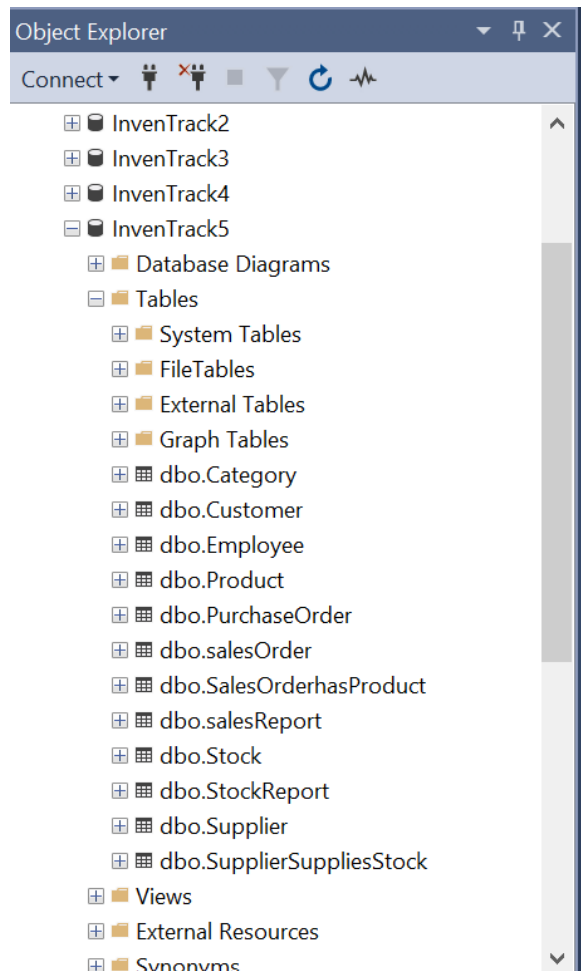 Object Explorer
Connect
InvenTrack2
InvenTrack3
InvenTrack4
InvenTrack5
Database Diagrams
Tables
System Tables
FileTables
External Tables
Graph Tables
dbo.Category
dbo.Customer
dbo.Employee
dbo.Product
dbo.PurchaseOrder
dbo.salesOrder
dbo.SalesOrderhasProduct
dbo.salesReport
dbo.Stock
dbo.StockReport
dbo.Supplier
dbo.SupplierSuppliesStock
Views
External Resources
Synonyms